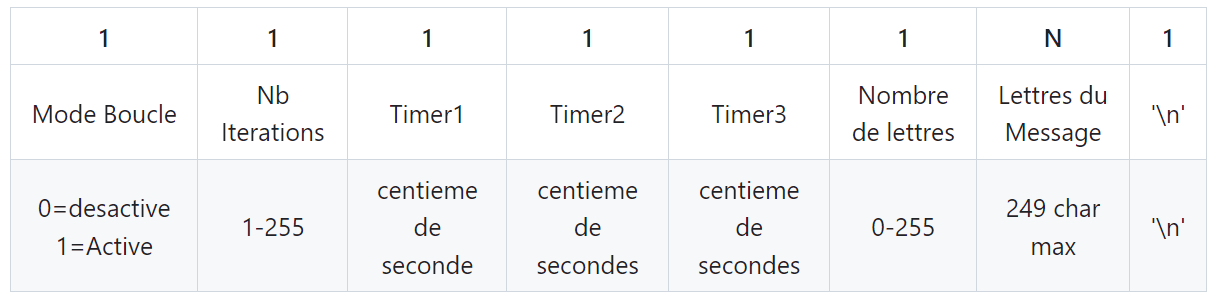 1 1 1 1 1 1 N 1
Mode Boucle Nb Iterations Timer1 Timer2 Timer3 Nombre de lettres Lettres du Message '\n'
0=desactive 1=Active 1-255 centieme de seconde centieme de secondes centieme de secondes 0-255 249 char max '\n'